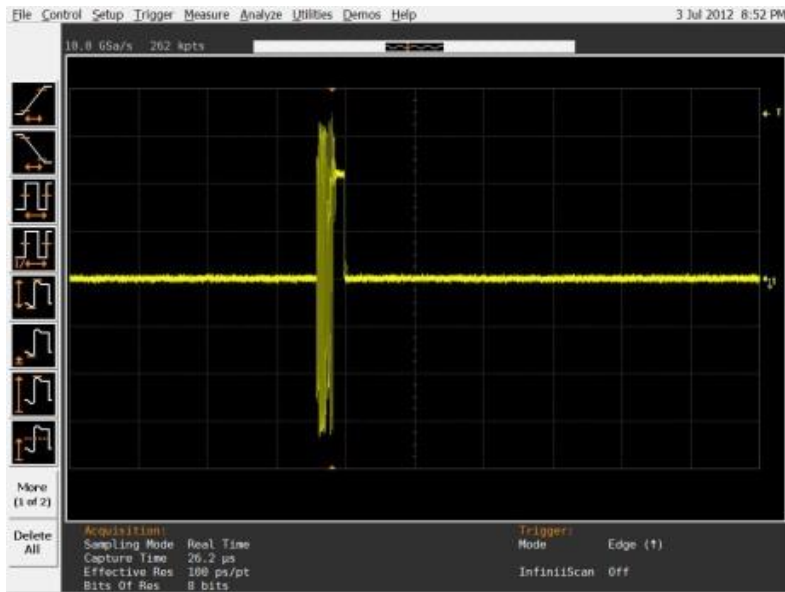 File Control Setup Trigger Measure Analyze Utilities Demos Help 3 Jul 2012 8:52 PM
10.0 GSa/s 262 kpts
T
More
(1 of 2)
Delete
All
Acquisition:
Sampling Mode Real Time
Capture Time 26.2 µs
Effective Res 100 ps/pt
Bits Of Res 8 bits
Trigger:
Mode Edge (↑)
InfiniiScan Off